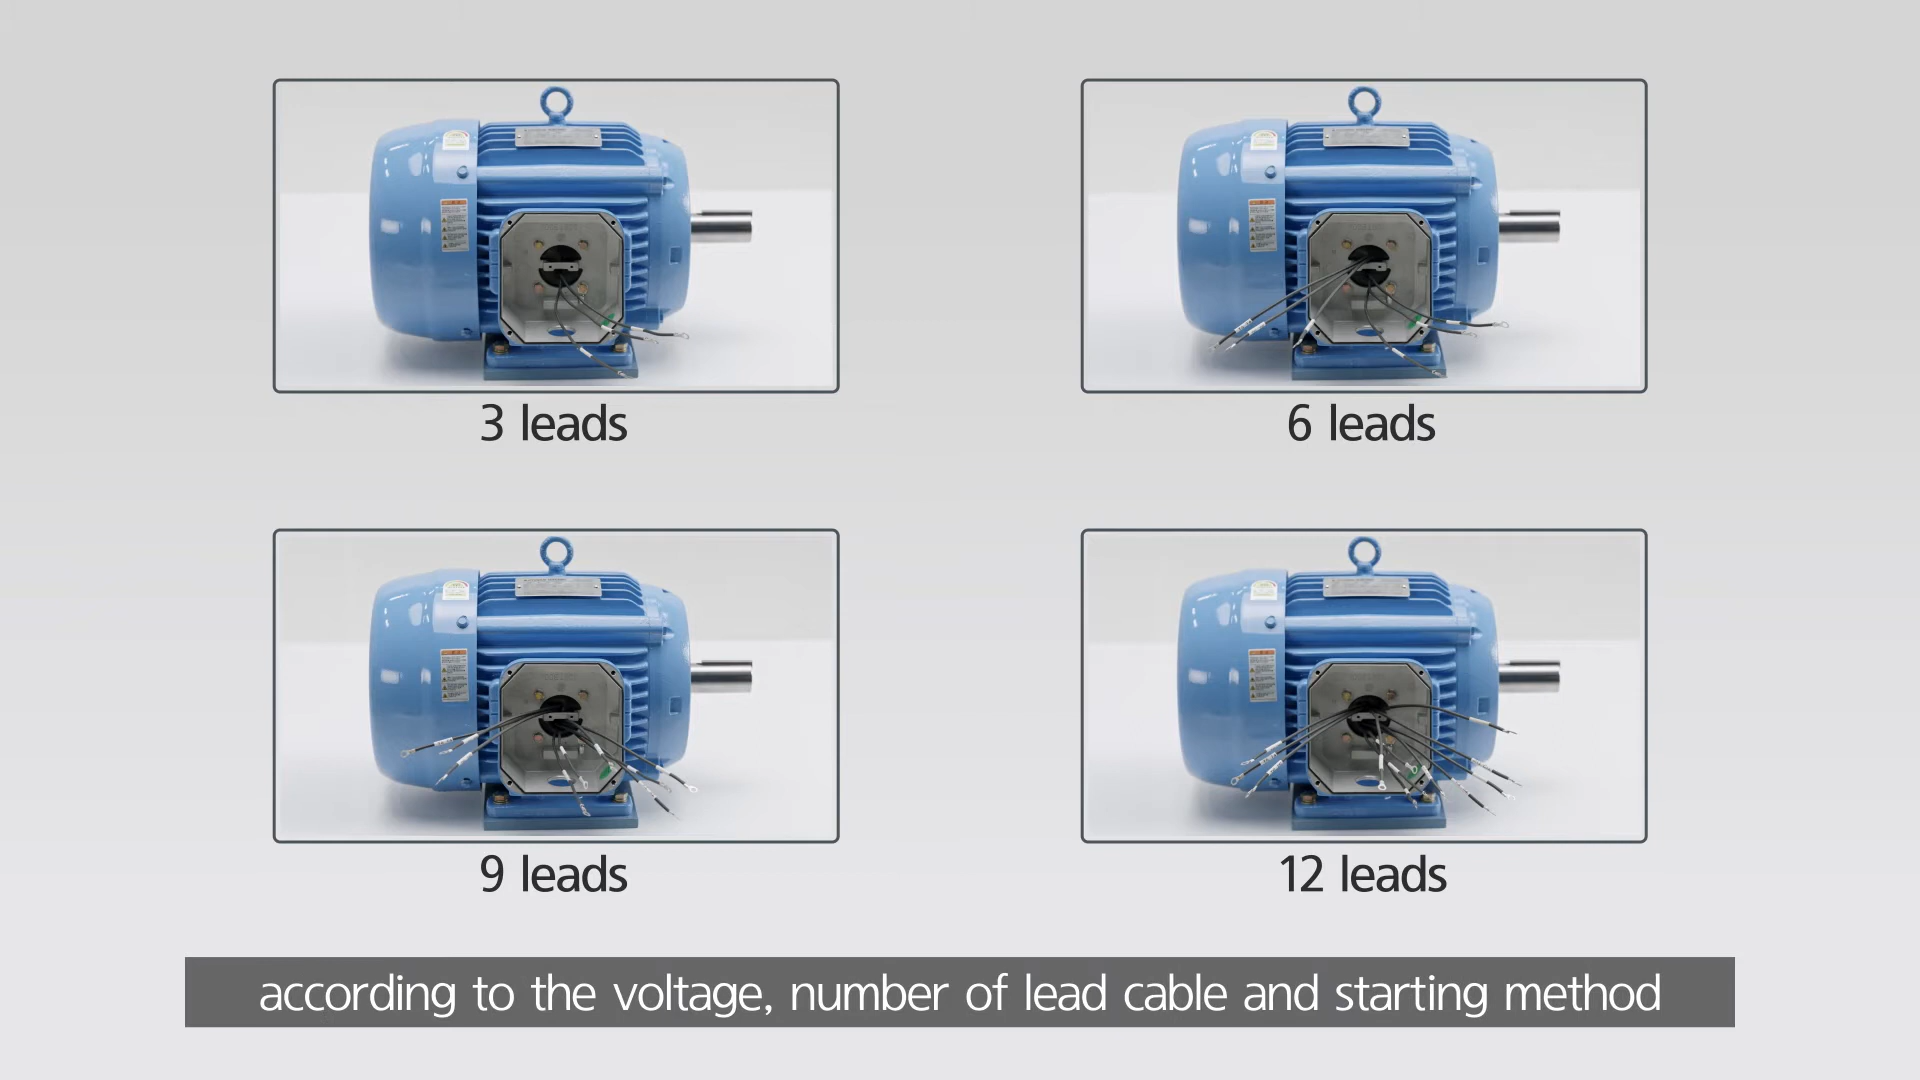 3 leads
6 leads
9 leads
12 leads
according to the voltage, number of lead cable and starting method